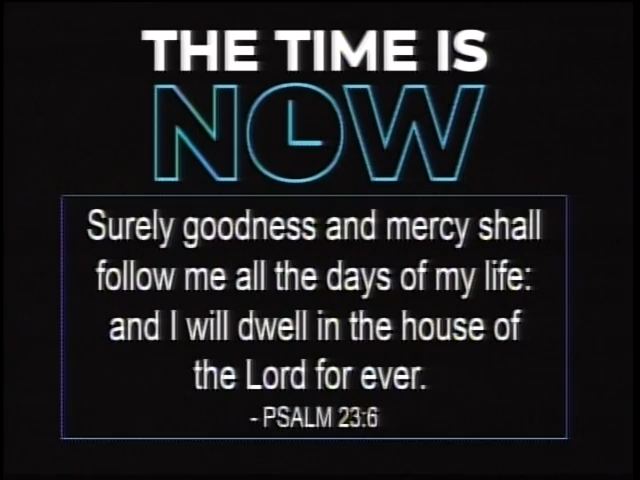 THE TIME IS
NOW
Surely goodness and mercy shall
follow me all the days of my life:
and I will dwell in the house of
the Lord for ever.
- PSALM 23:6